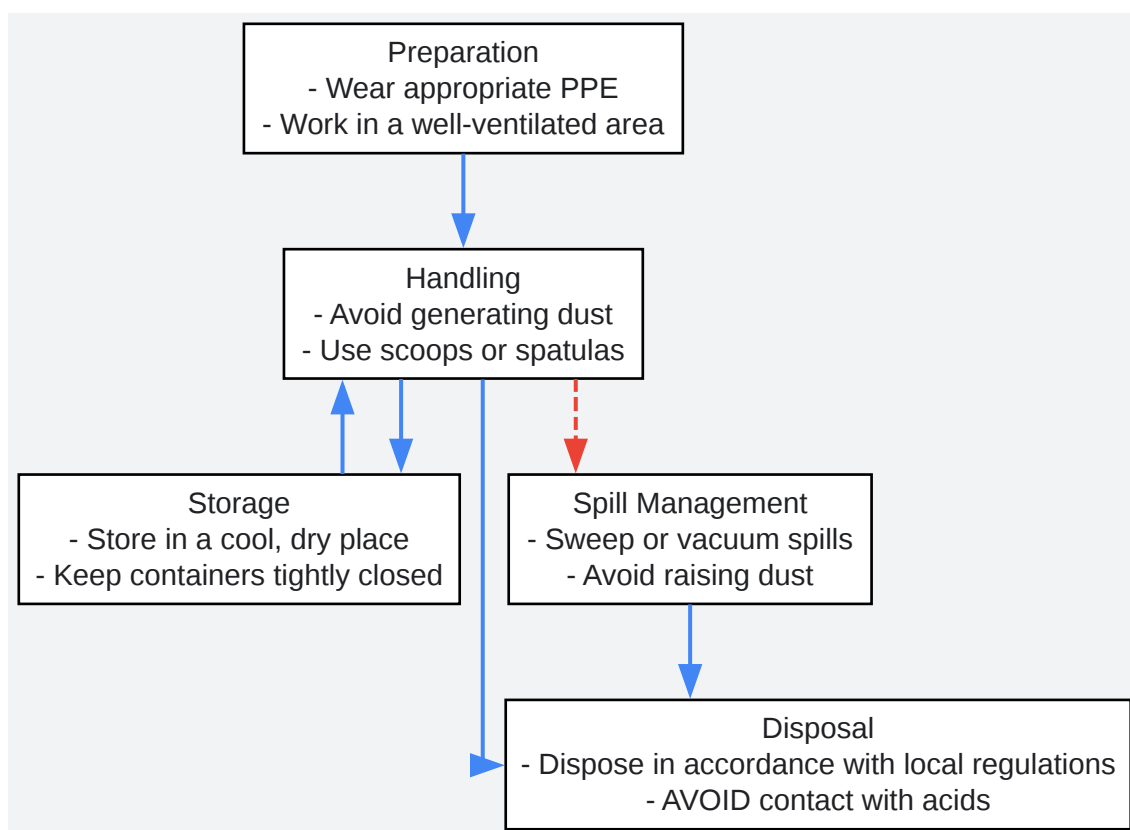 Preparation
- Wear appropriate PPE
- Work in a well-ventilated area
Handling
- Avoid generating dust
- Use scoops or spatulas
Storage
- Store in a cool, dry place
- Keep containers tightly closed
Spill Management
- Sweep or vacuum spills
- Avoid raising dust
Disposal
- Dispose in accordance with local regulations
- AVOID contact with acids